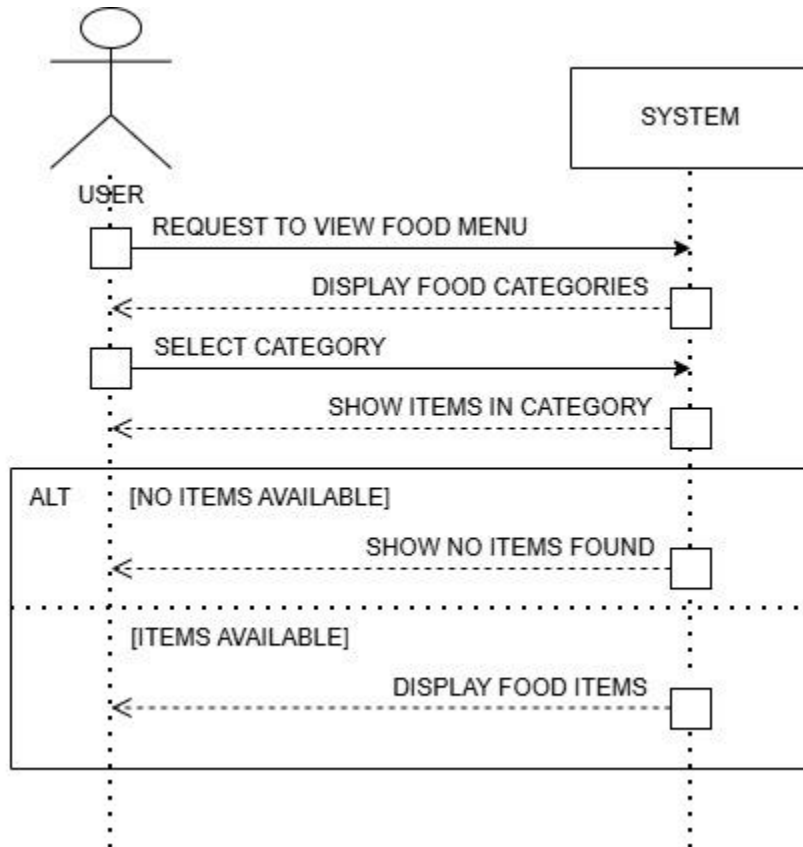 USER
SYSTEM
REQUEST TO VIEW FOOD MENU
DISPLAY FOOD CATEGORIES
SELECT CATEGORY
SHOW ITEMS IN CATEGORY
ALT [NO ITEMS AVAILABLE]
SHOW NO ITEMS FOUND
[ITEMS AVAILABLE]
DISPLAY FOOD ITEMS